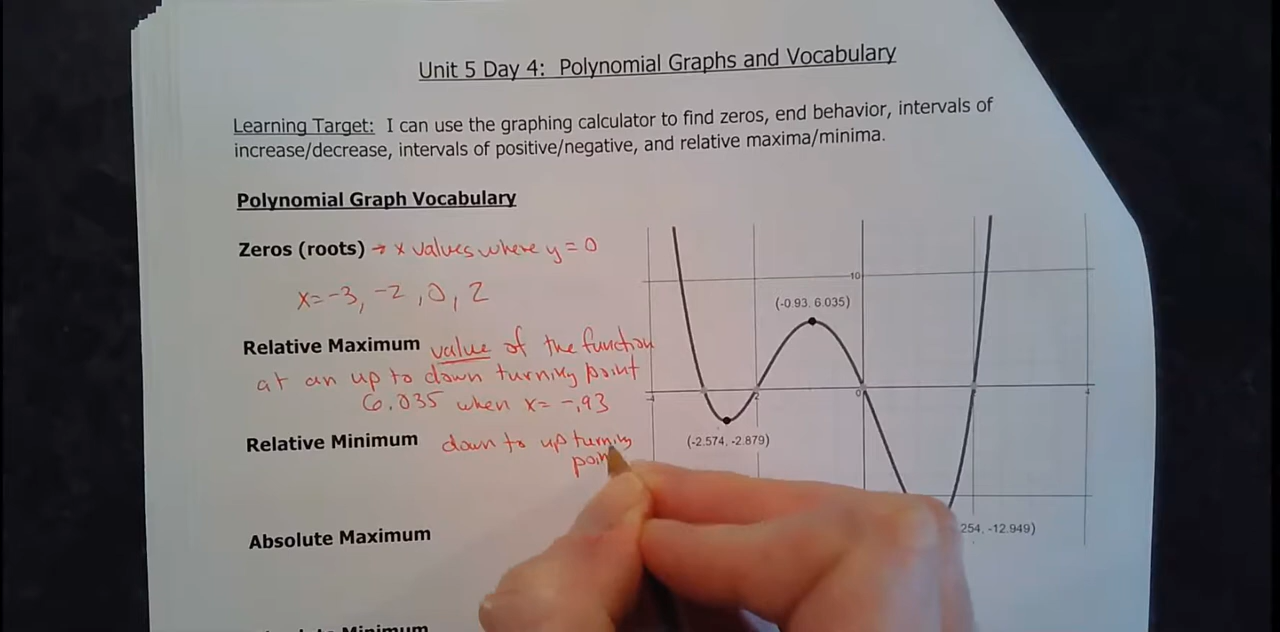 Unit 5 Day 4: Polynomial Graphs and Vocabulary
Learning Target: I can use the graphing calculator to find zeros, end behavior, intervals of
increase/decrease, intervals of positive/negative, and relative maxima/minima.
Polynomial Graph Vocabulary
Zeros (roots) → x values where y = 0
x = -3, -2, 0, 2
Relative Maximum value of the function
at an up to down turning point
6.035 when x = -.93
Relative Minimum down to up turning
Absolute Maximum
Minimum
10
(-0.93, 6.035)
-4
0
4
(-2.574, -2.879)
254, -12.949)